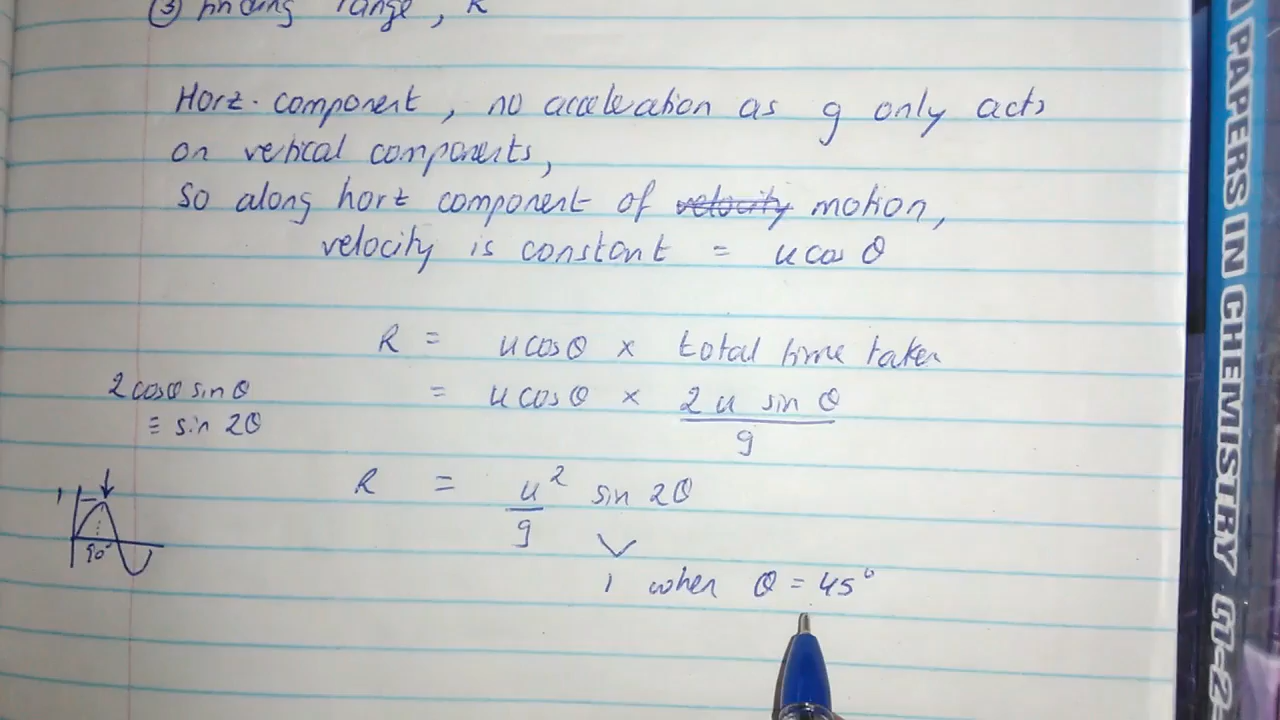 ③ finding range, R
Horz. component, no acceleration as g only acts
on vertical components,
so along horz component of velocity motion,
velocity is constant = u cos θ
R = u cos θ × total time taken
2 cosθ sin θ
≡ sin 2θ
= u cos θ × 2 u sin θ
g
R = u² sin 2θ
g
1
90°
1 when θ = 45°
PAPERS IN CHEMISTRY